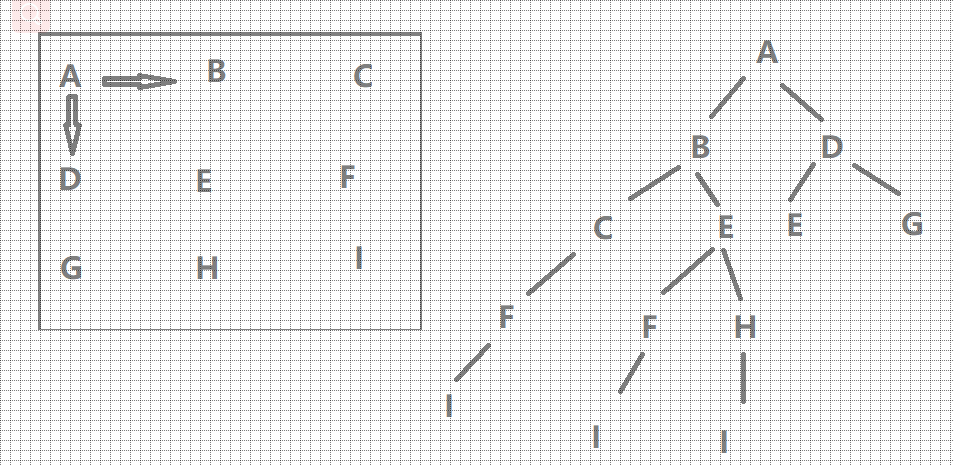 A B C
D E F
G H I
A
B D
C E E G
F F H
I I I